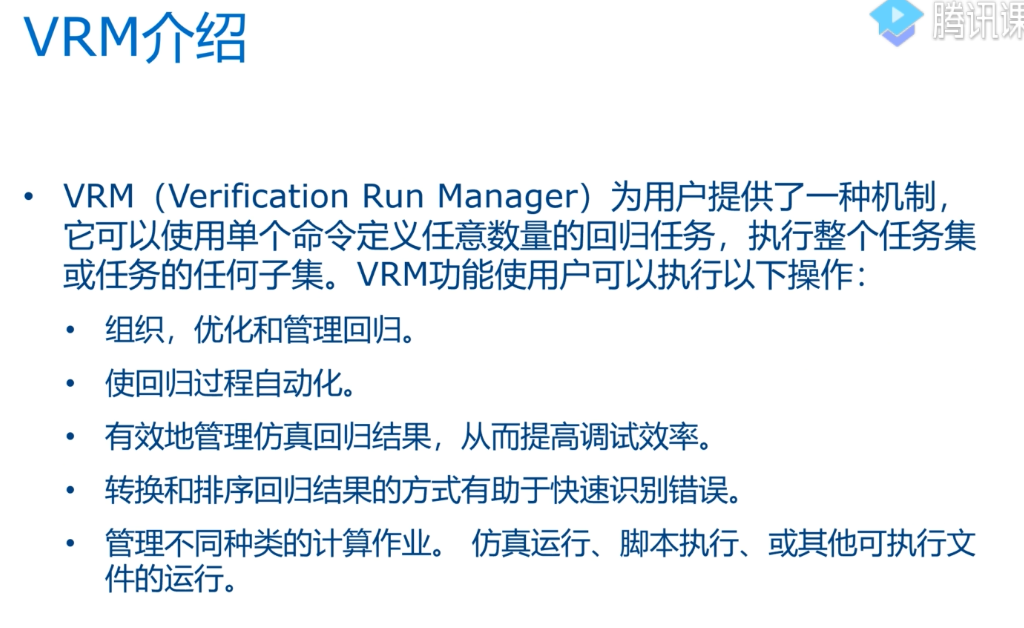 VRM介绍
腾讯课
• VRM（Verification Run Manager）为用户提供了一种机制，
它可以使用单个命令定义任意数量的回归任务，执行整个任务集
或任务的任何子集。VRM功能使用户可以执行以下操作：
• 组织，优化和管理回归。
• 使回归过程自动化。
• 有效地管理仿真回归结果，从而提高调试效率。
• 转换和排序回归结果的方式有助于快速识别错误。
• 管理不同种类的计算作业。 仿真运行、脚本执行、或其他可执行文
件的运行。